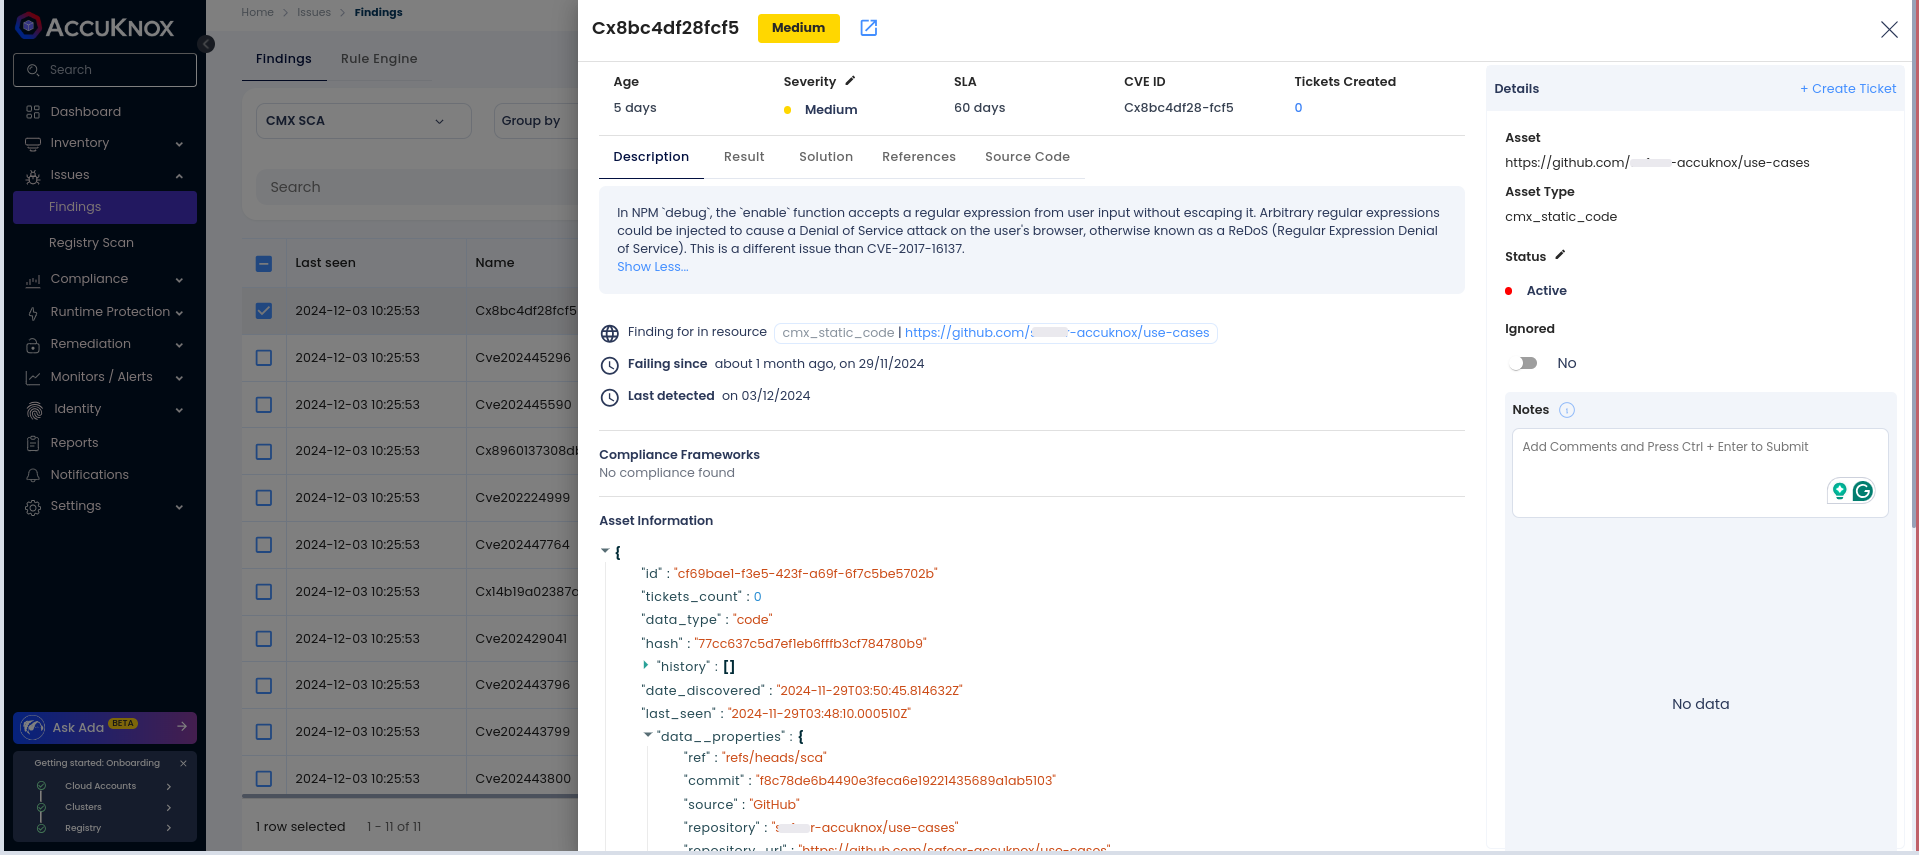 ACCUKNOX
Search
Dashboard
Inventory
Issues
Findings
Registry Scan
Compliance
Runtime Protection
Remediation
Monitors / Alerts
Identity
Reports
Notifications
Settings
Ask Ada BETA
Getting started: Onboarding
Cloud Accounts
Clusters
Registry
Home > Issues > Findings
Findings Rule Engine
CMX SCA
Group by
Search
Last seen Name
2024-12-03 10:25:53 Cx8bc4df28fcf5
2024-12-03 10:25:53 Cve202445296
2024-12-03 10:25:53 Cve202445590
2024-12-03 10:25:53 Cx8960137308d
2024-12-03 10:25:53 Cve202224999
2024-12-03 10:25:53 Cve202447764
2024-12-03 10:25:53 Cx14b19a02387d
2024-12-03 10:25:53 Cve202429041
2024-12-03 10:25:53 Cve202443796
2024-12-03 10:25:53 Cve202443799
2024-12-03 10:25:53 Cve202443800
1 row selected 1 - 11 of 11
Cx8bc4df28fcf5 Medium
Age Severity SLA CVE ID Tickets Created
5 days Medium 60 days Cx8bc4df28-fcf5 0
Description Result Solution References Source Code
In NPM `debug`, the `enable` function accepts a regular expression from user input without escaping it. Arbitrary regular expressions
could be injected to cause a Denial of Service attack on the user's browser, otherwise known as a ReDoS (Regular Expression Denial
of Service). This is a different issue than CVE-2017-16137.
Show Less...
Finding for in resource cmx_static_code | https://github.com/s r-accuknox/use-cases
Failing since about 1 month ago, on 29/11/2024
Last detected on 03/12/2024
Compliance Frameworks
No compliance found
Asset Information
{
"id" : "cf69bae1-f3e5-423f-a69f-6f7c5be5702b"
"tickets_count" : 0
"data_type" : "code"
"hash" : "77cc637c5d7ef1eb6fffb3cf784780b9"
"history" : []
"date_discovered" : "2024-11-29T03:50:45.814632Z"
"last_seen" : "2024-11-29T03:48:10.000510Z"
"data__properties" : {
"ref" : "refs/heads/sca"
"commit" : "f8c78de6b4490e3feca6e19221435689a1ab5103"
"source" : "GitHub"
"repository" : "s r-accuknox/use-cases"
"repository_url" : "https://github.com/safeer-accuknox/use-cases"
Details + Create Ticket
Asset
https://github.com/ -accuknox/use-cases
Asset Type
cmx_static_code
Status
Active
Ignored
No
Notes
Add Comments and Press Ctrl + Enter to Submit
No data